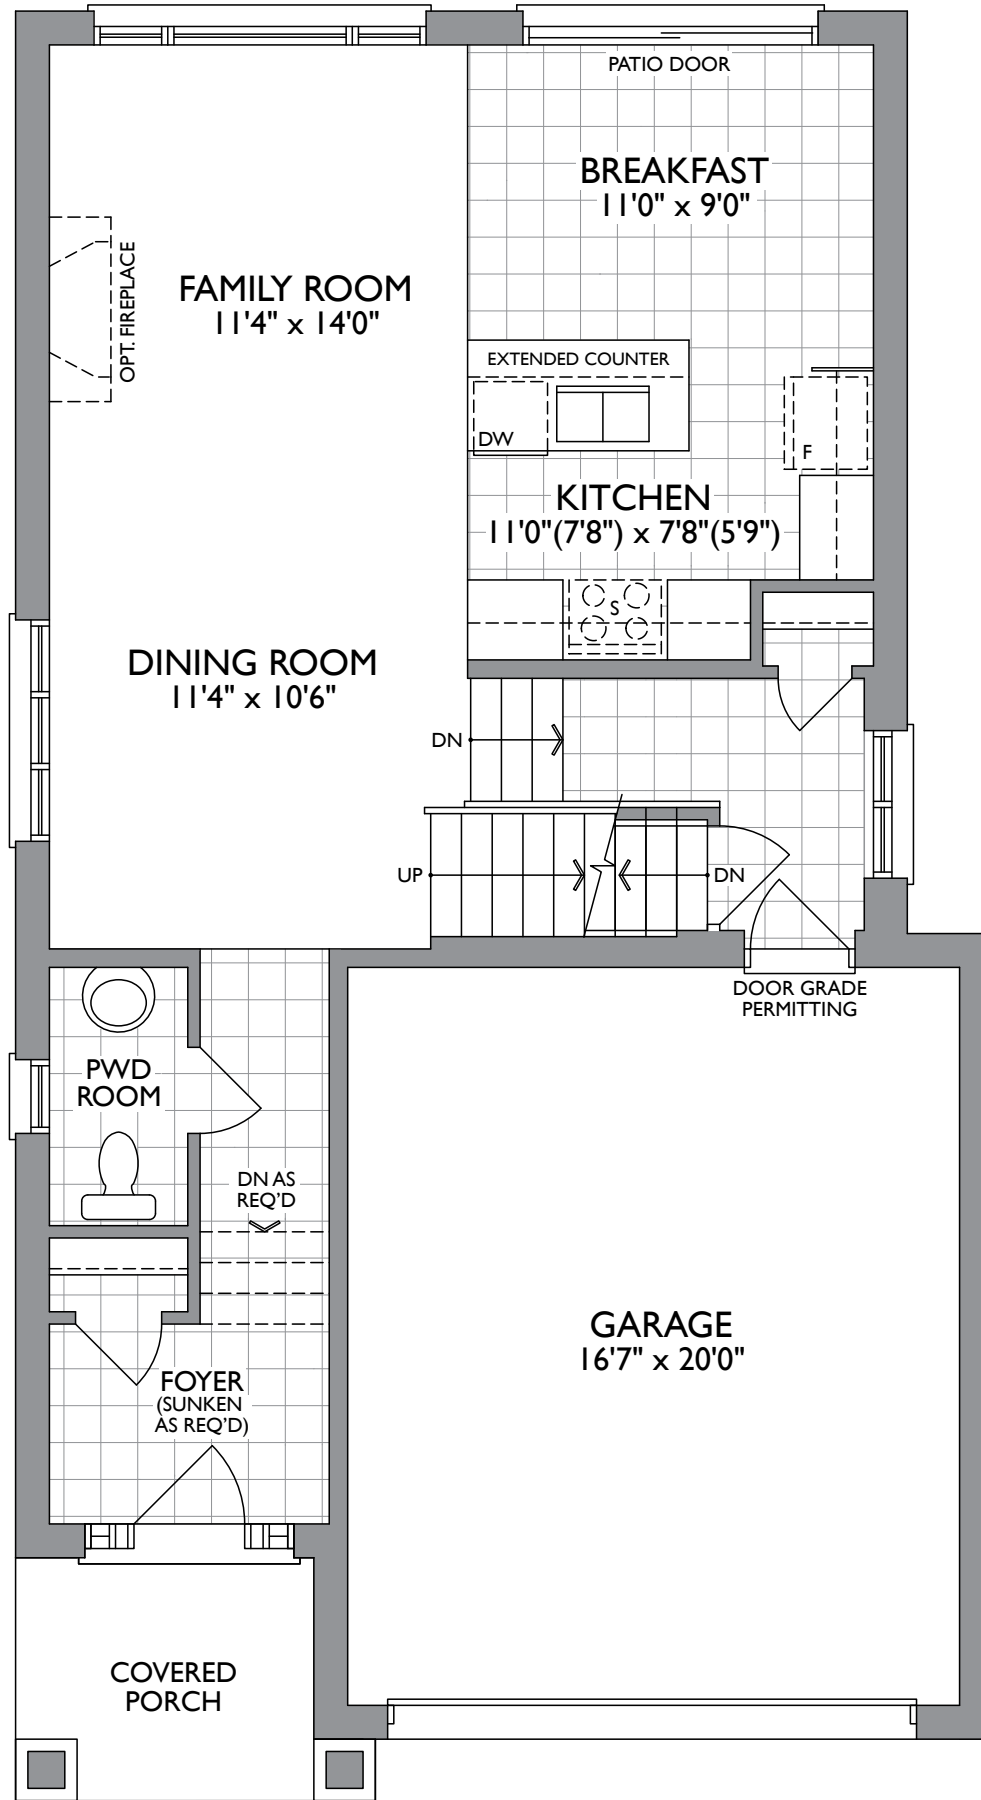 PATIO DOOR
BREAKFAST
11'0" x 9'0"
FAMILY ROOM
11'4" x 14'0"
OPT. FIREPLACE
EXTENDED COUNTER
DW
F
KITCHEN
11'0"(7'8") x 7'8"(5'9")
S
DINING ROOM
11'4" x 10'6"
DN
UP
DN
DOOR GRADE
PERMITTING
PWD
ROOM
DN AS
REQ'D
GARAGE
16'7" x 20'0"
FOYER
(SUNKEN
AS REQ'D)
COVERED
PORCH